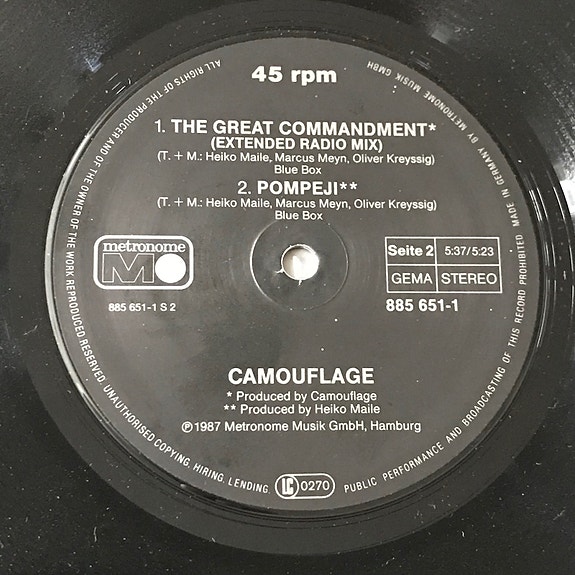 45 rpm
1. THE GREAT COMMANDMENT*
(EXTENDED RADIO MIX)
(T. + M.: Heiko Maile, Marcus Meyn, Oliver Kreyssig)
Blue Box
2. POMPEJI**
(T. + M.: Heiko Maile, Marcus Meyn, Oliver Kreyssig)
Blue Box
metronome
M
885 651-1 S 2
Seite 2 5:37/5:23
GEMA STEREO
885 651-1
CAMOUFLAGE
* Produced by Camouflage
** Produced by Heiko Maile
Ⓟ 1987 Metronome Musik GmbH, Hamburg
LC 0270
ALL RIGHTS OF THE PRODUCER AND OF THE OWNER OF THE WORK REPRODUCED RESERVED. UNAUTHORISED COPYING, HIRING, LENDING, PUBLIC PERFORMANCE AND BROADCASTING OF THIS RECORD PROHIBITED MADE IN GERMANY BY METRONOME MUSIK GMBH